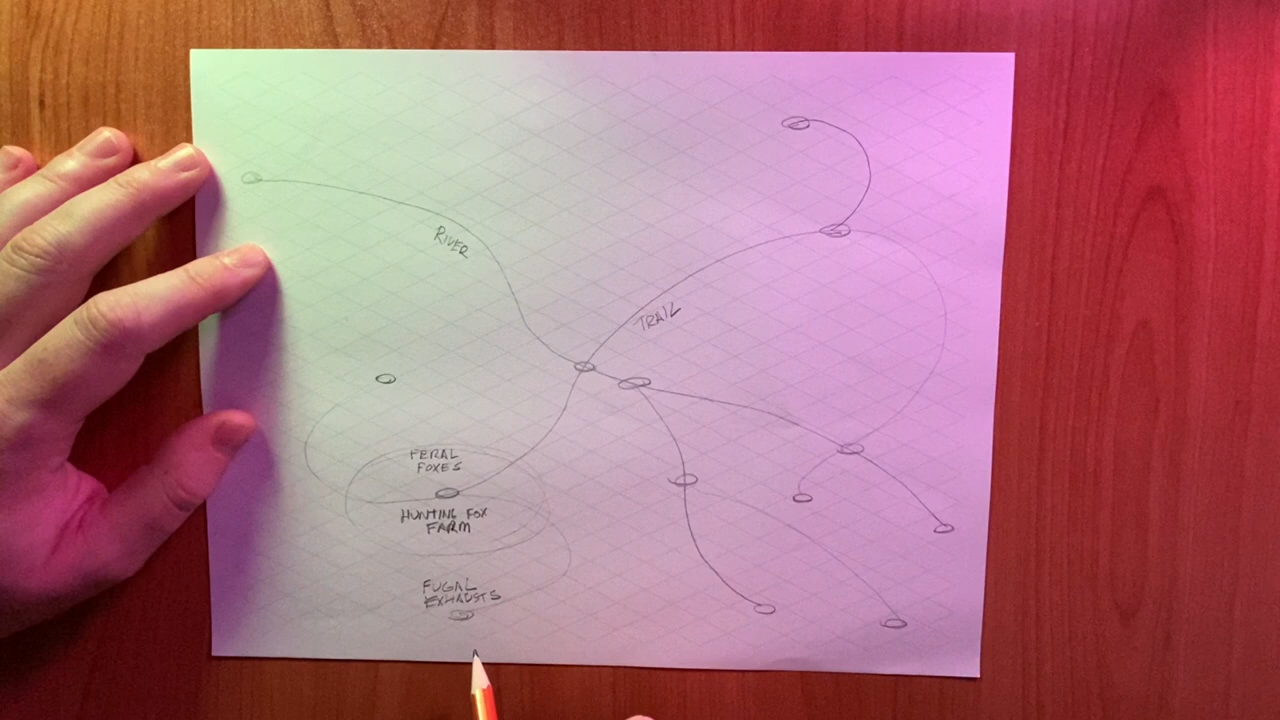 RIVER
TRAIL
FERAL
FOXES
HUNTING FOX
FARM
FUGAL
EXHAUSTS